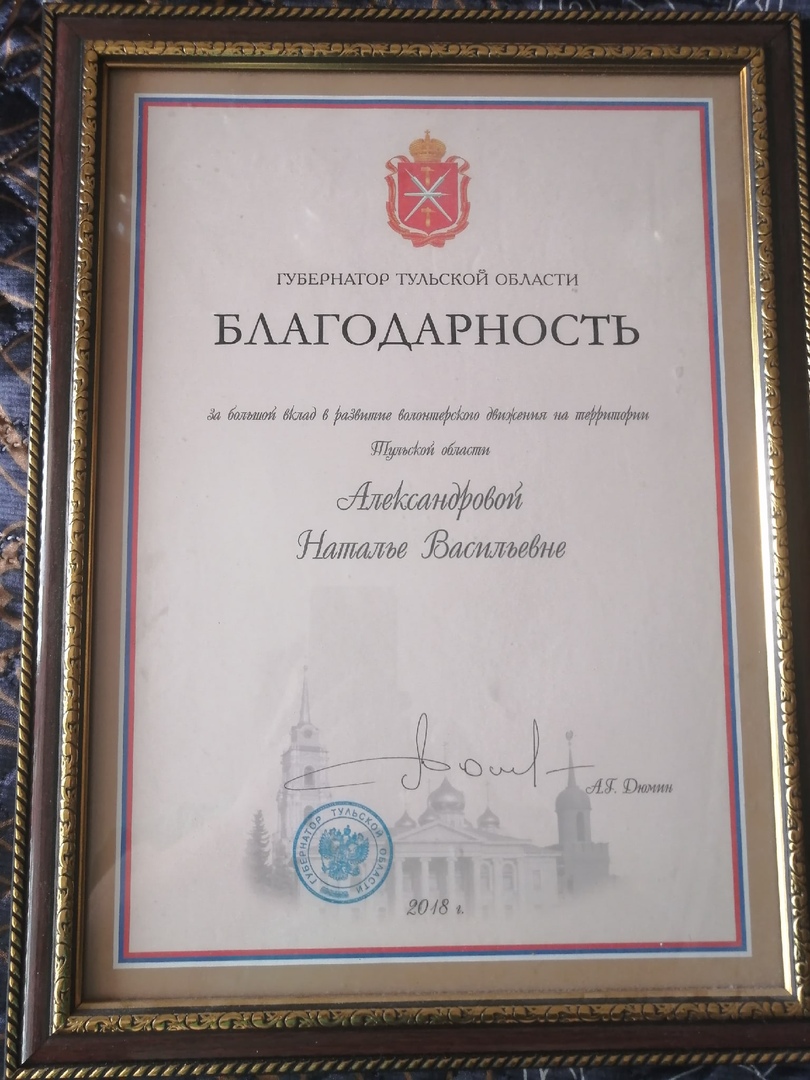 ГУБЕРНАТОР ТУЛЬСКОЙ ОБЛАСТИ
БЛАГОДАРНОСТЬ
за большой вклад в развитие волонтерского движения на территории
Тульской области
Александровой
Наталье Васильевне
А.Г. Дюмин
ГУБЕРНАТОР ТУЛЬСКОЙ ОБЛАСТИ
2018 г.